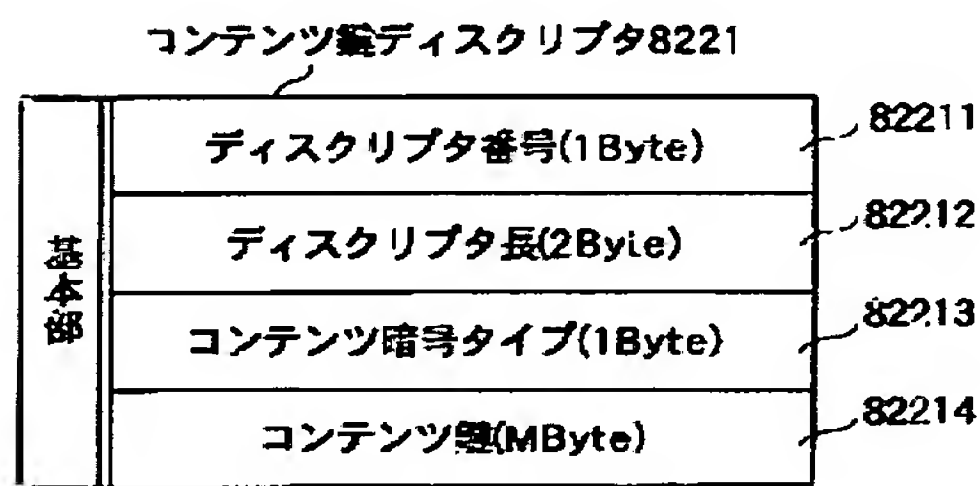 コンテンツ鍵ディスクリプタ8221
ディスクリプタ番号(1Byte)
82211
ディスクリプタ長(2Byte)
82212
基本部
コンテンツ暗号タイプ(1Byte)
82213
コンテンツ鍵(MByte)
82214